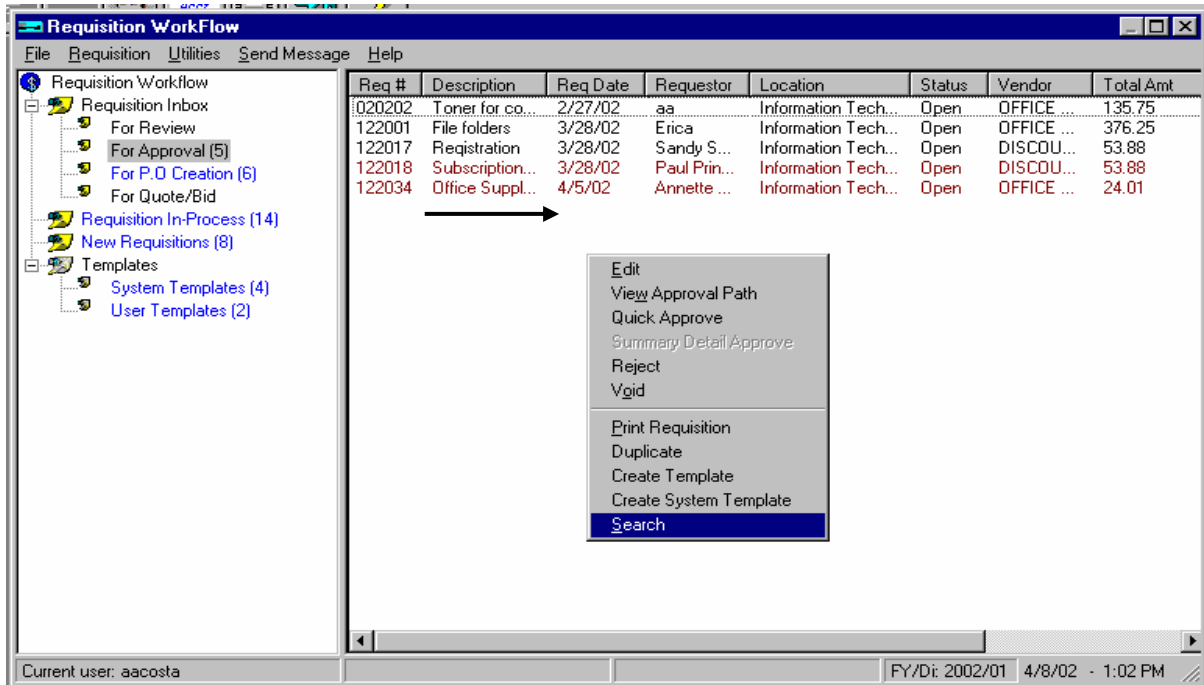 Requisition WorkFlow
File Requisition Utilities Send Message Help
Requisition Workflow
Requisition Inbox
For Review
For Approval (5)
For P.O Creation (6)
For Quote/Bid
Requisition In-Process (14)
New Requisitions (8)
Templates
System Templates (4)
User Templates (2)
Req # Description Req Date Requestor Location Status Vendor Total Amt
020202 Toner for co... 2/27/02 aa Information Tech... Open OFFICE ... 135.75
122001 File folders 3/28/02 Erica Information Tech... Open OFFICE ... 376.25
122017 Registration 3/28/02 Sandy S... Information Tech... Open DISCOU... 53.88
122018 Subscription... 3/28/02 Paul Prin... Information Tech... Open DISCOU... 53.88
122034 Office Suppl... 4/5/02 Annette ... Information Tech... Open OFFICE ... 24.01
Edit
View Approval Path
Quick Approve
Summary Detail Approve
Reject
Void
Print Requisition
Duplicate
Create Template
Create System Template
Search
Current user: aacosta FY/Di: 2002/01 4/8/02 - 1:02 PM